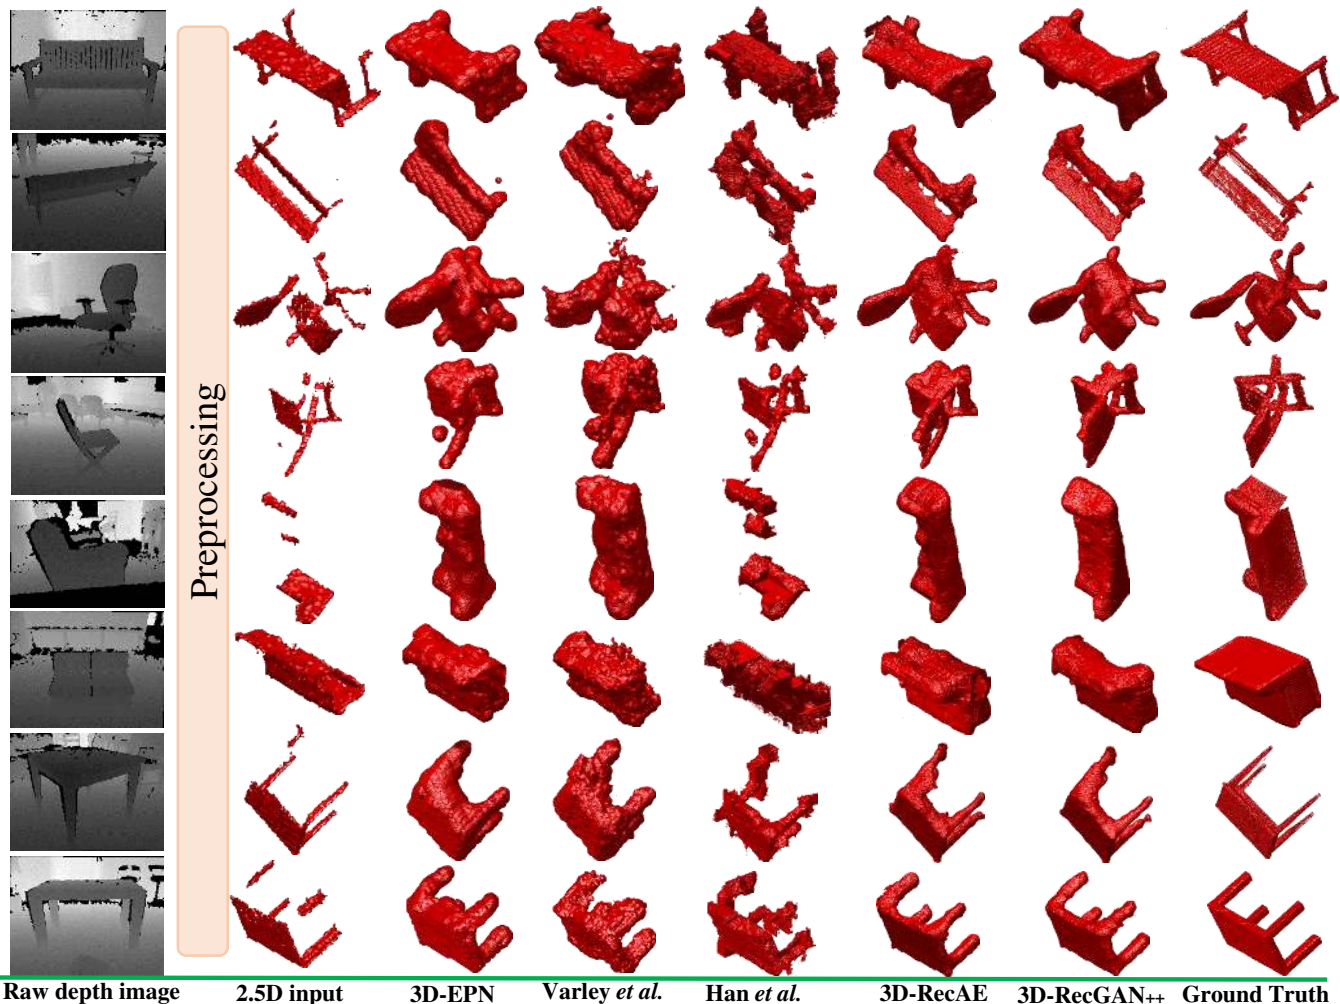 Preprocessing
Raw depth image 2.5D input 3D-EPN Varley et al. Han et al. 3D-RecAE 3D-RecGAN++ Ground Truth